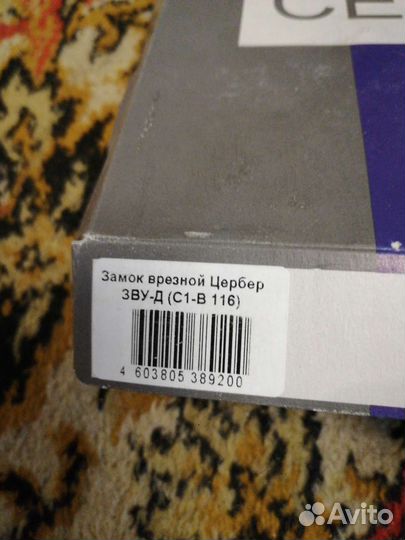 CE
Замок врезной Цербер
ЗВУ-Д (С1-В 116)
4 603805 389200
Avito